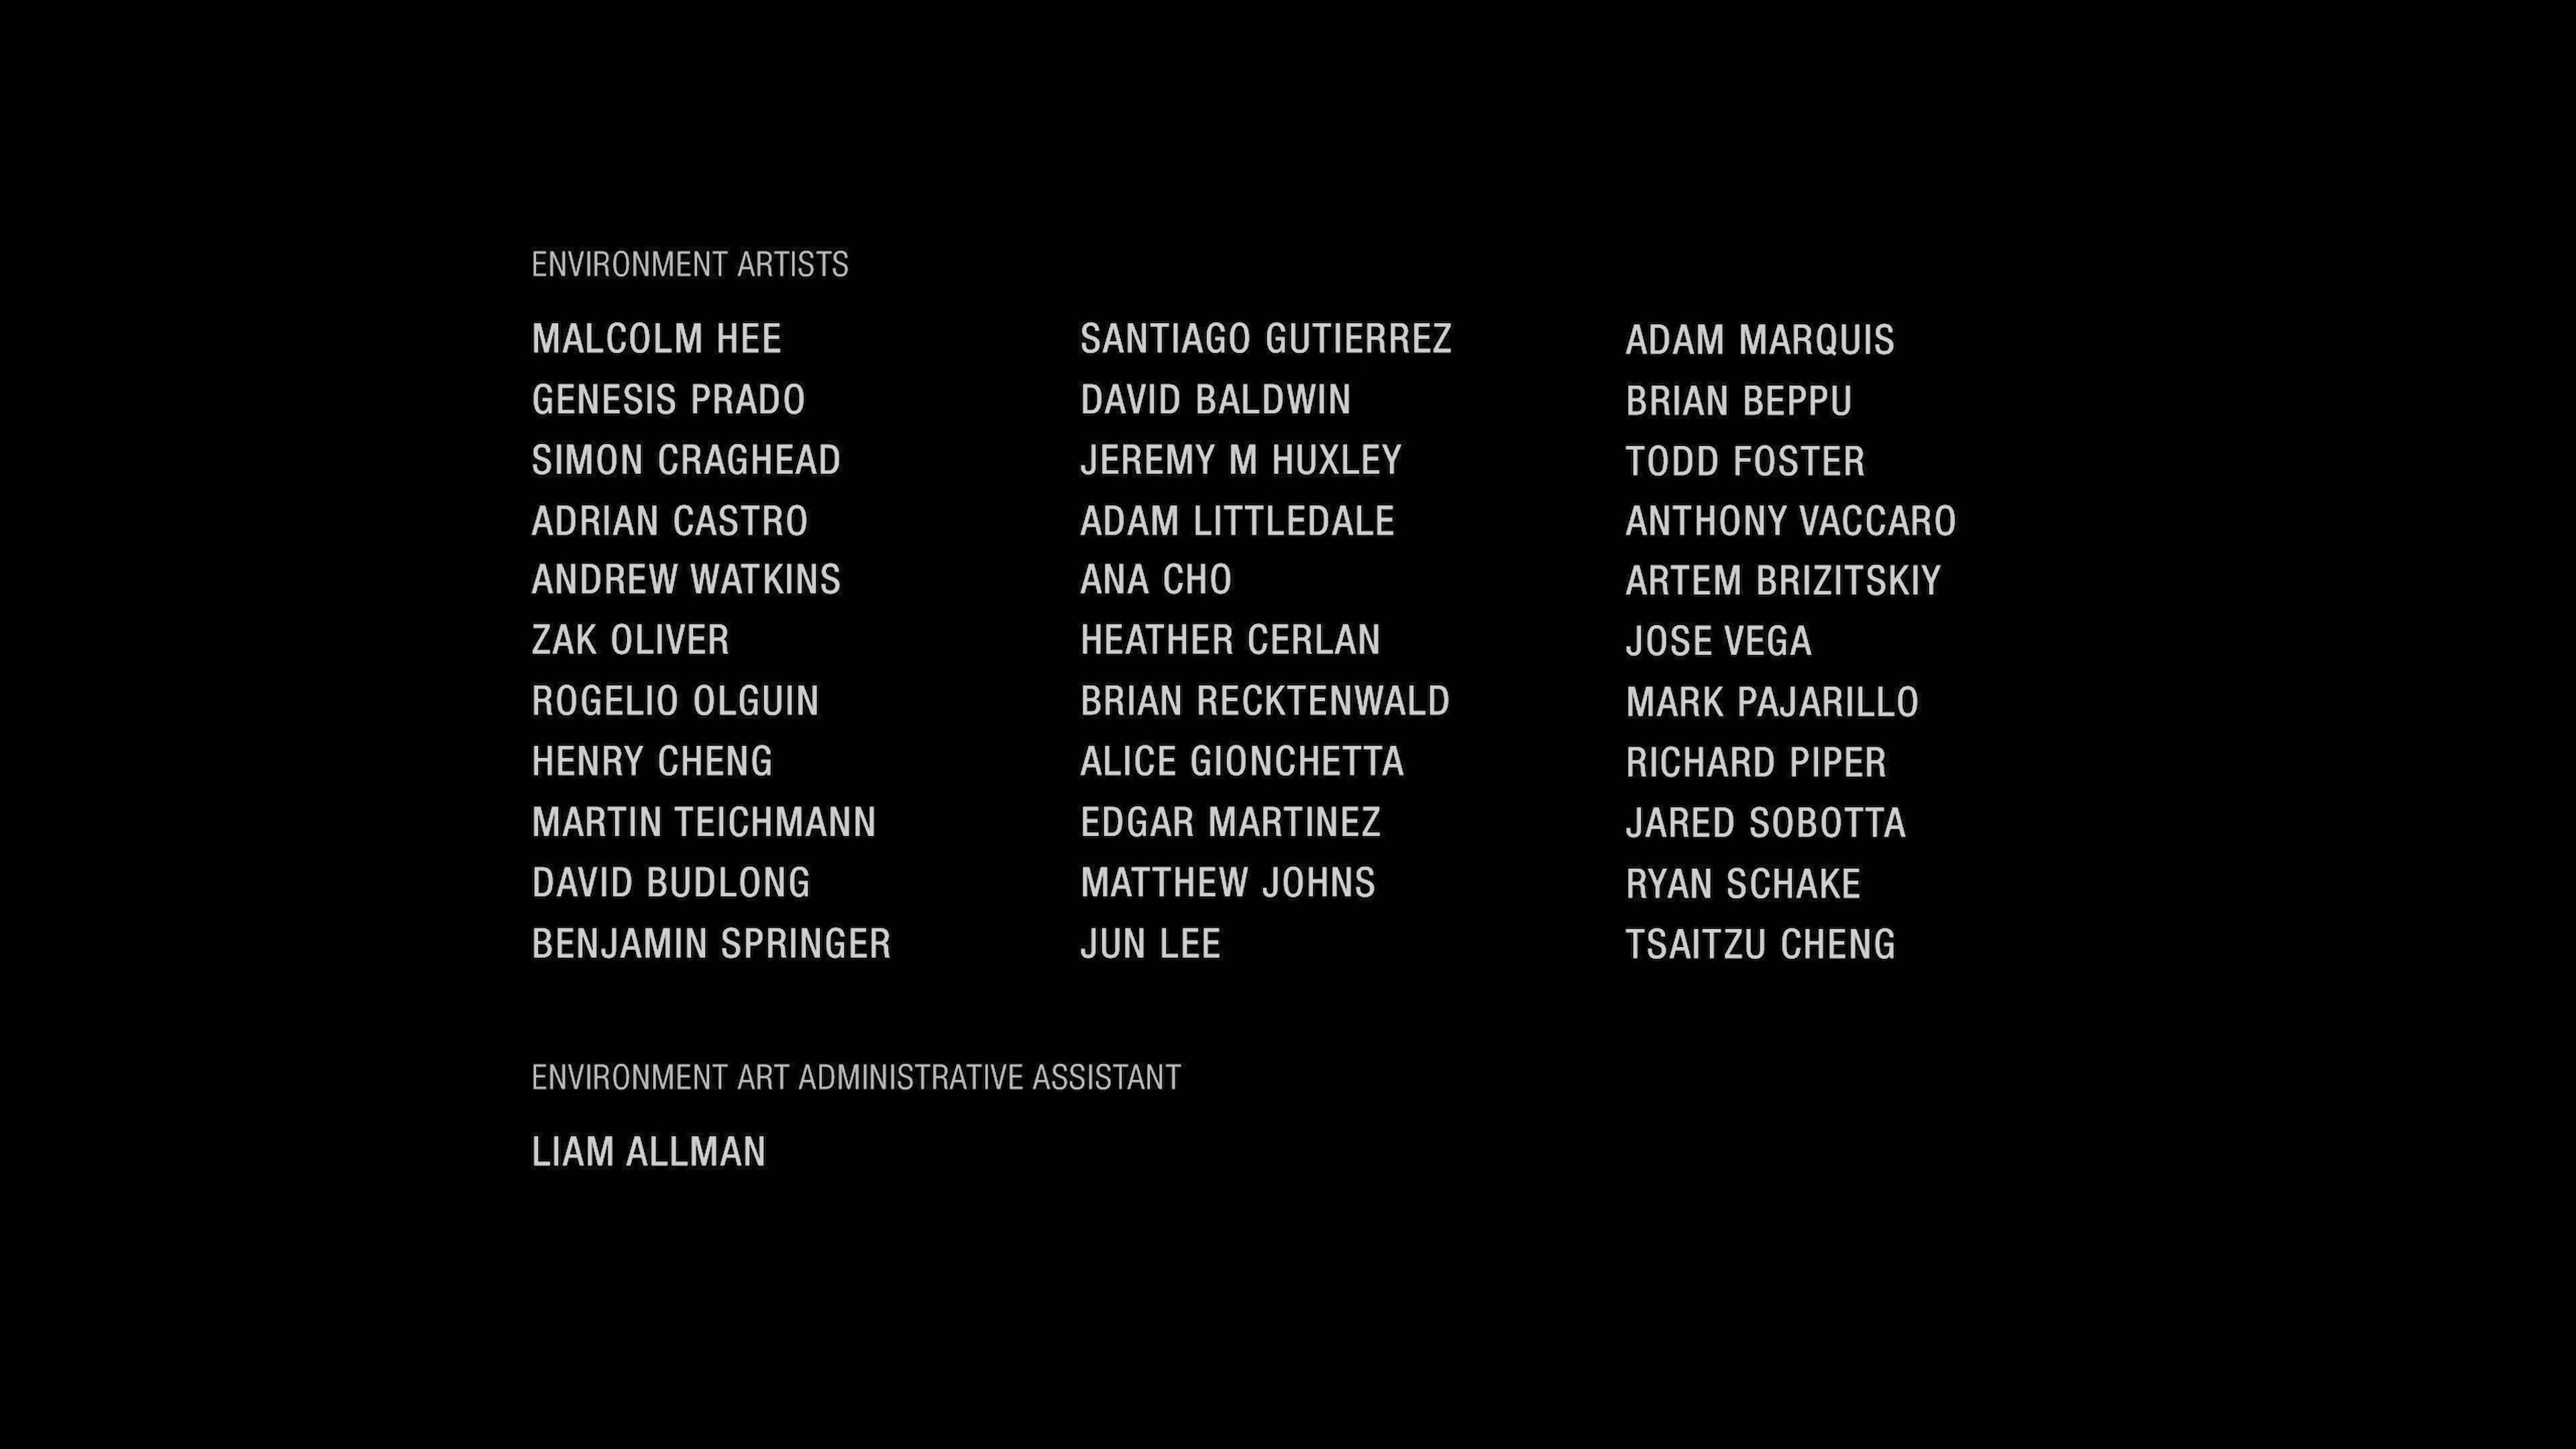 ENVIRONMENT ARTISTS
MALCOLM HEE
GENESIS PRADO
SIMON CRAGHEAD
ADRIAN CASTRO
ANDREW WATKINS
ZAK OLIVER
ROGELIO OLGUIN
HENRY CHENG
MARTIN TEICHMANN
DAVID BUDLONG
BENJAMIN SPRINGER
SANTIAGO GUTIERREZ
DAVID BALDWIN
JEREMY M HUXLEY
ADAM LITTLEDALE
ANA CHO
HEATHER CERLAN
BRIAN RECKTENWALD
ALICE GIONCHETTA
EDGAR MARTINEZ
MATTHEW JOHNS
JUN LEE
ADAM MARQUIS
BRIAN BEPPU
TODD FOSTER
ANTHONY VACCARO
ARTEM BRIZITSKIY
JOSE VEGA
MARK PAJARILLO
RICHARD PIPER
JARED SOBOTTA
RYAN SCHAKE
TSAITZU CHENG
ENVIRONMENT ART ADMINISTRATIVE ASSISTANT
LIAM ALLMAN